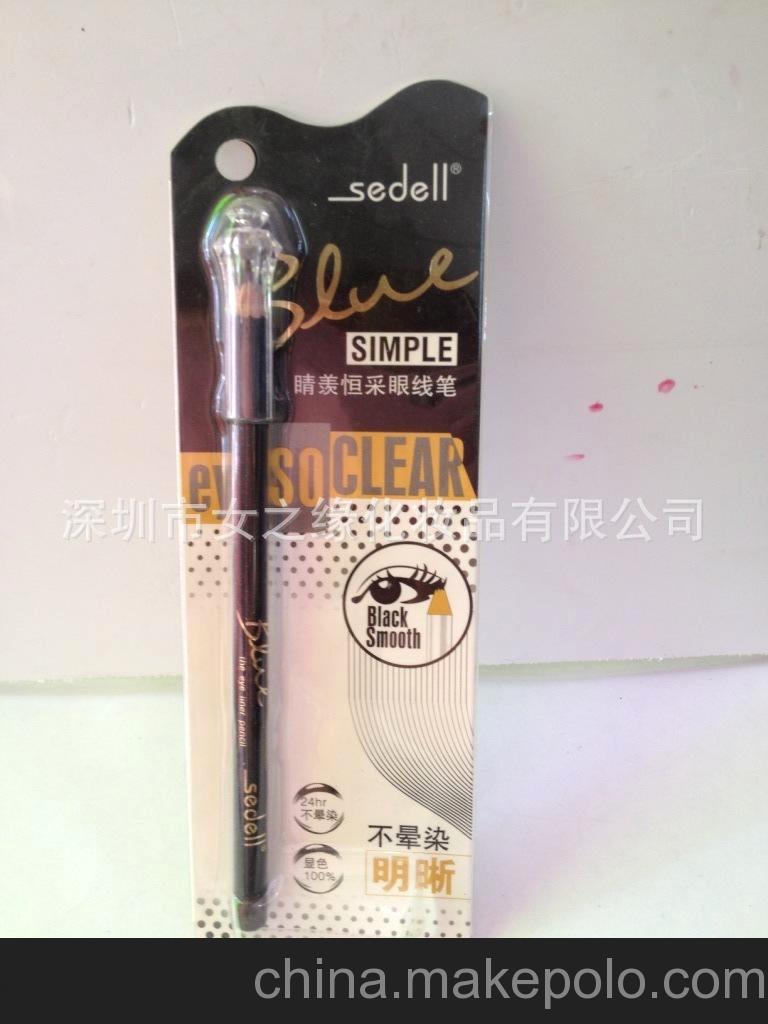 sedell®
Blue
SIMPLE
睛羡恒采眼线笔
ey so CLEAR
深圳市女之缘化妆品有限公司
Black
Smooth
Blue
the eye liner pencil
sedell®
24hr
不晕染
显色
100%
不晕染
明晰
china.makepolo.com